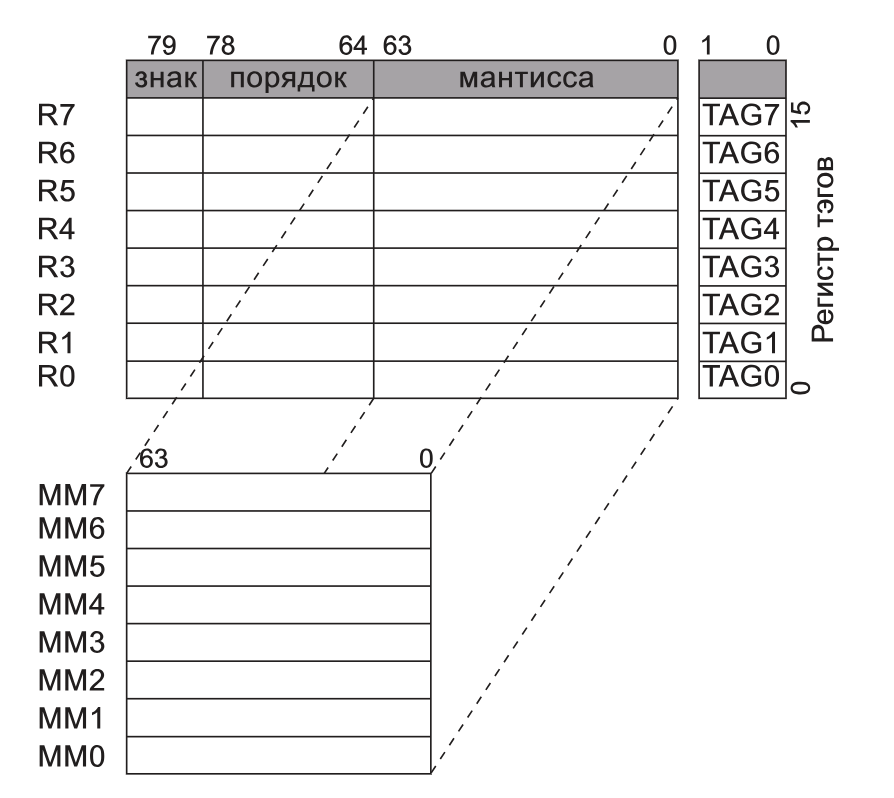 79 78 64 63 0 1 0
знак порядок мантисса
R7 TAG7 15
R6 TAG6
R5 TAG5
R4 TAG4
R3 TAG3
R2 TAG2
R1 TAG1
R0 TAG0 0
Регистр тэгов
63 0
MM7
MM6
MM5
MM4
MM3
MM2
MM1
MM0